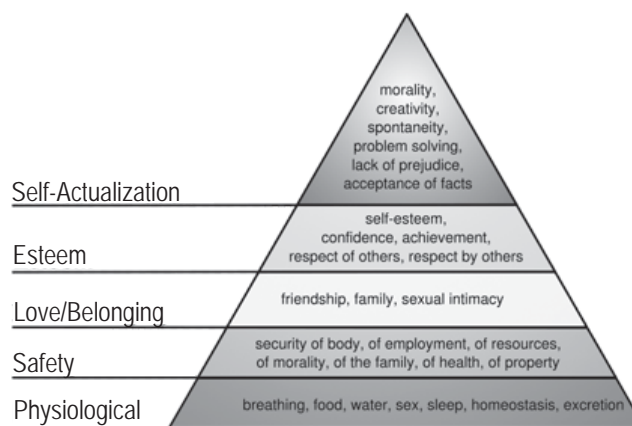 morality,
creativity,
spontaneity,
problem solving,
lack of prejudice,
acceptance of facts
Self-Actualization
self-esteem,
confidence, achievement,
respect of others, respect by others
Esteem
friendship, family, sexual intimacy
Love/Belonging
security of body, of employment, of resources,
of morality, of the family, of health, of property
Safety
breathing, food, water, sex, sleep, homeostasis, excretion
Physiological